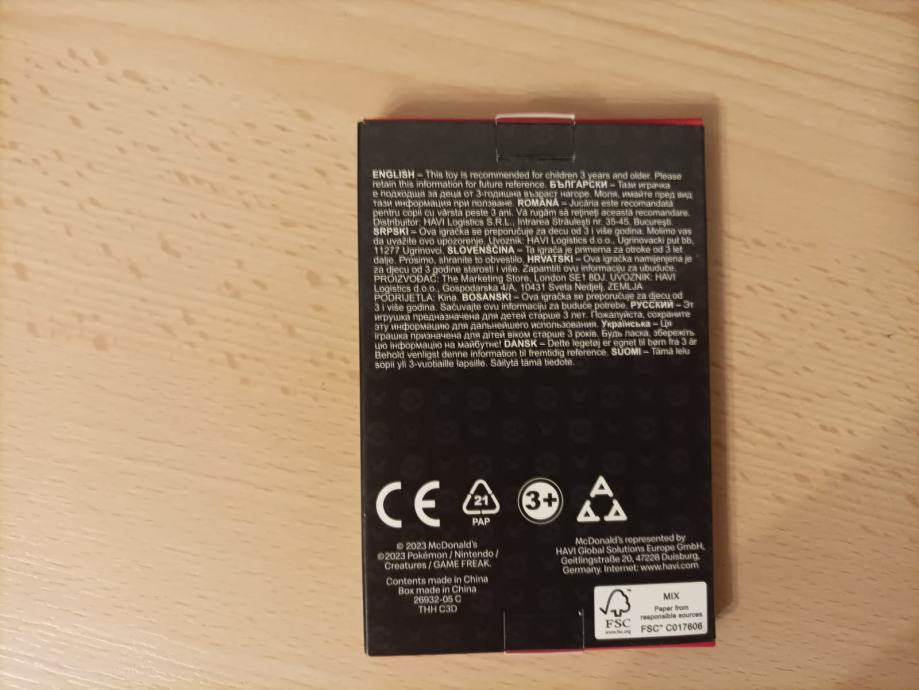 ENGLISH – This toy is recommended for children 3 years and older. Please
retain this information for future reference. БЪЛГАРСКИ – Тази играчка
е подходяща за деца от 3-годишна възраст нагоре. Моля, имайте пред вид
тази информация при ползване. ROMÂNĂ – Jucăria este recomandată
pentru copii cu vârsta peste 3 ani. Vă rugăm să reţineţi această recomandare.
Distribuitor: HAVI Logistics S.R.L., Intrarea Străuleşti nr. 35-45, Bucureşti.
SRPSKI – Ova igračka se preporučuje za decu od 3 i više godina. Molimo vas
da uvažite ovo upozorenje. Uvoznik: HAVI Logistics d.o.o., Ugrinovački put bb,
11277 Ugrinovci. SLOVENŠČINA – Ta igrača je primerna za otroke od 3 let
dalje. Prosimo, shranite to obvestilo. HRVATSKI – Ova igračka namijenjena je
za djecu od 3 godine starosti i više. Zapamtiti ovu informaciju za ubuduće.
PROIZVOĐAČ: The Marketing Store, London SE1 8DJ. UVOZNIK: HAVI
Logistics d.o.o., Gospodarska 4/A, 10431 Sveta Nedjelj, ZEMLJA
PODRIJETLA: Kina. BOSANSKI – Ova igračka se preporučuje za djecu od
3 i više godina. Sačuvajte ovu informaciju za buduće potrebe. РУССКИЙ – Эт
игрушка предназначена для детей старше 3 лет. Пожалуйста, сохраните
эту информацию для дальнейшего использования. Українська – Ця
іграшка призначена для дітей віком старше 3 років. Будь ласка, збережіть
цю інформацію на майбутнє! DANSK – Dette legetøj er egnet til børn fra 3 år
Behold venligst denne information til fremtidig reference. SUOMI – Tämä lelu
sopii yli 3-vuotiaille lapsille. Säilytä tämä tiedote.
CE
21
PAP
3+
© 2023 McDonald's
©2023 Pokémon / Nintendo /
Creatures / GAME FREAK.
Contents made in China
Box made in China
26932-05 C
THH C3D
McDonald's represented by
HAVI Global Solutions Europe GmbH,
Geitlingstraße 20, 47228 Duisburg,
Germany. Internet: www.havi.com
FSC
www.fsc.org
MIX
Paper from
responsible sources
FSC™ C017606